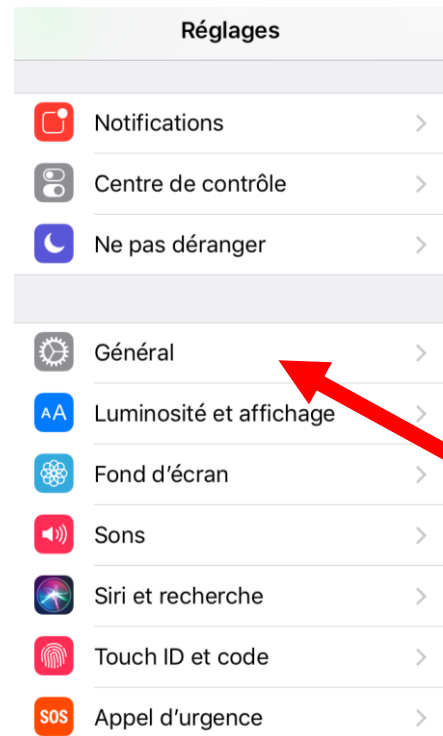 Réglages
Notifications
Centre de contrôle
Ne pas déranger
Général
AA Luminosité et affichage
Fond d’écran
Sons
Siri et recherche
Touch ID et code
SOS Appel d’urgence